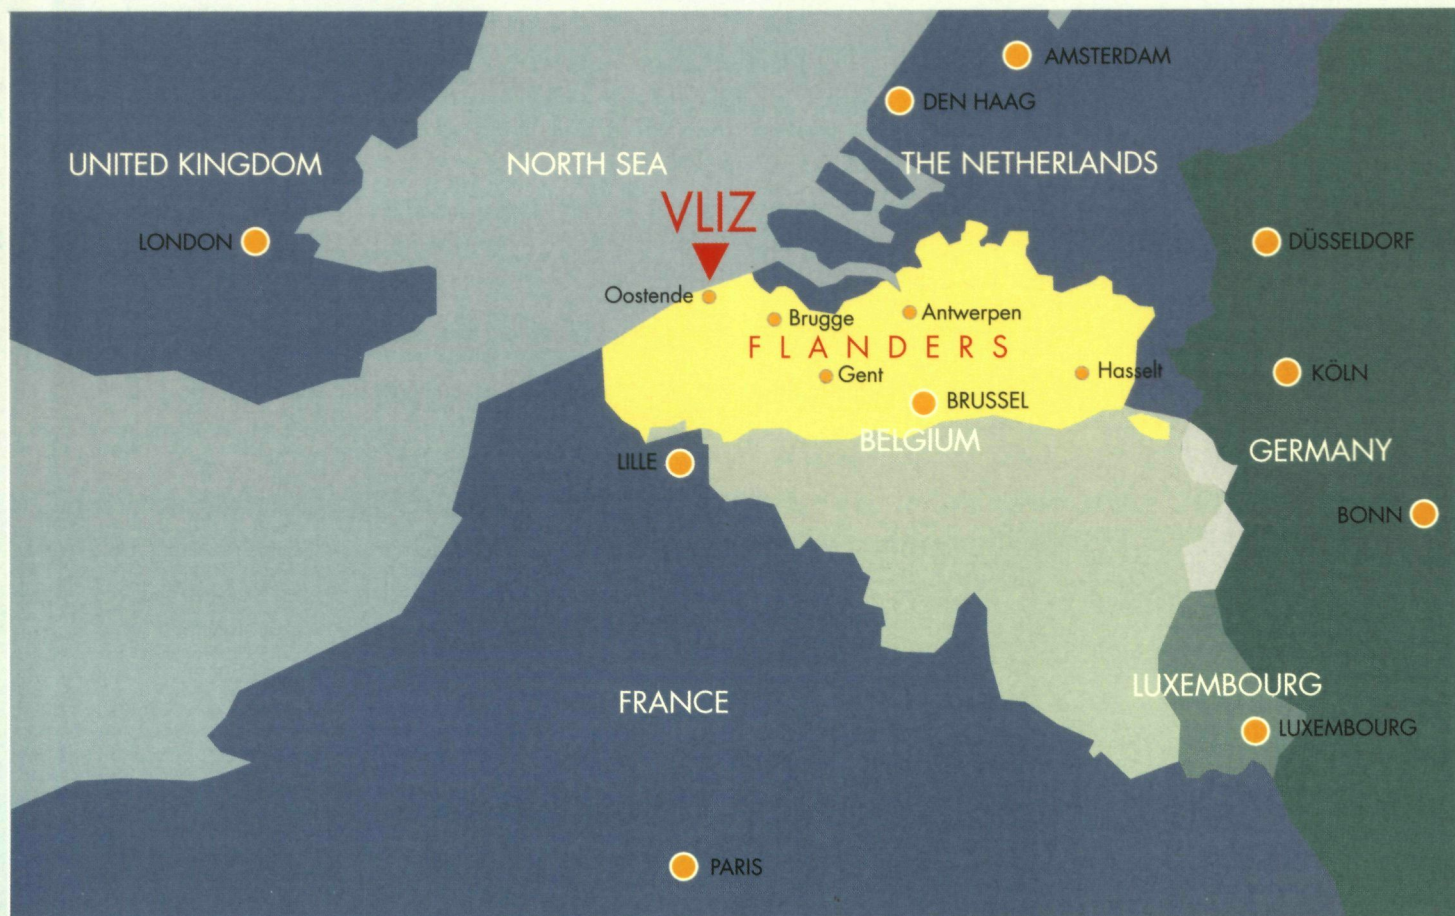 AMSTERDAM
DEN HAAG
UNITED KINGDOM
NORTH SEA
THE NETHERLANDS
VLIZ
LONDON
DÜSSELDORF
Oostende
Brugge
Antwerpen
FLANDERS
Gent
Hasselt
KÖLN
BRUSSEL
BELGIUM
LILLE
GERMANY
BONN
FRANCE
LUXEMBOURG
LUXEMBOURG
PARIS